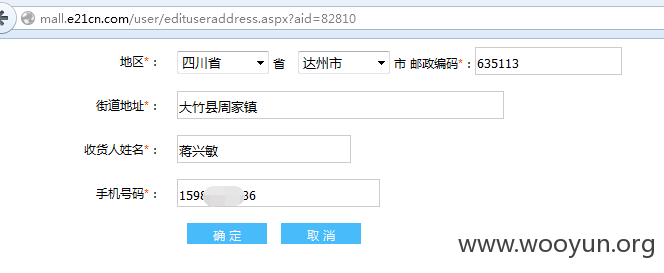 mall.e21cn.com/user/edituseraddress.aspx?aid=82810
地区*： 四川省 省 达州市 市 邮政编码*：635113
街道地址*： 大竹县周家镇
收货人姓名*： 蒋兴敏
手机号码*： 1598 36
确 定 取 消
www.wooyun.org